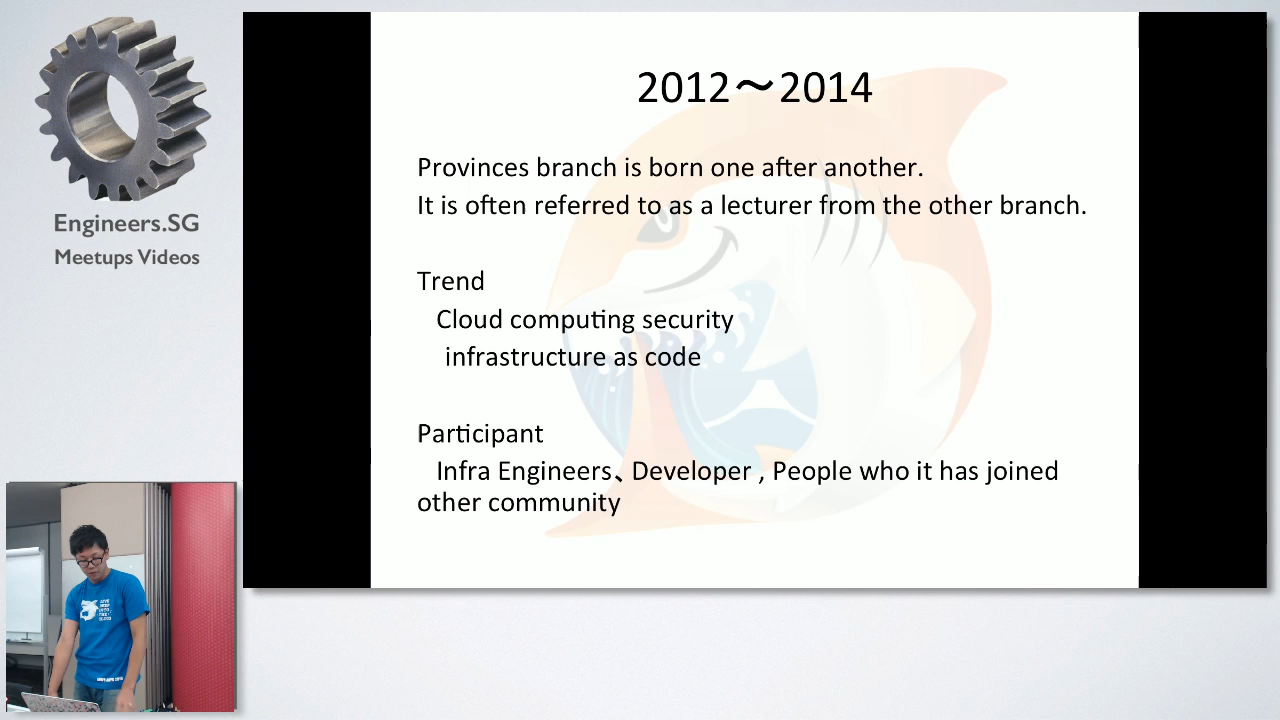 Engineers.SG
Meetups Videos
2012～2014
Provinces branch is born one after another.
It is often referred to as a lecturer from the other branch.
Trend
Cloud computing security
infrastructure as code
Participant
Infra Engineers、Developer , People who it has joined
other community